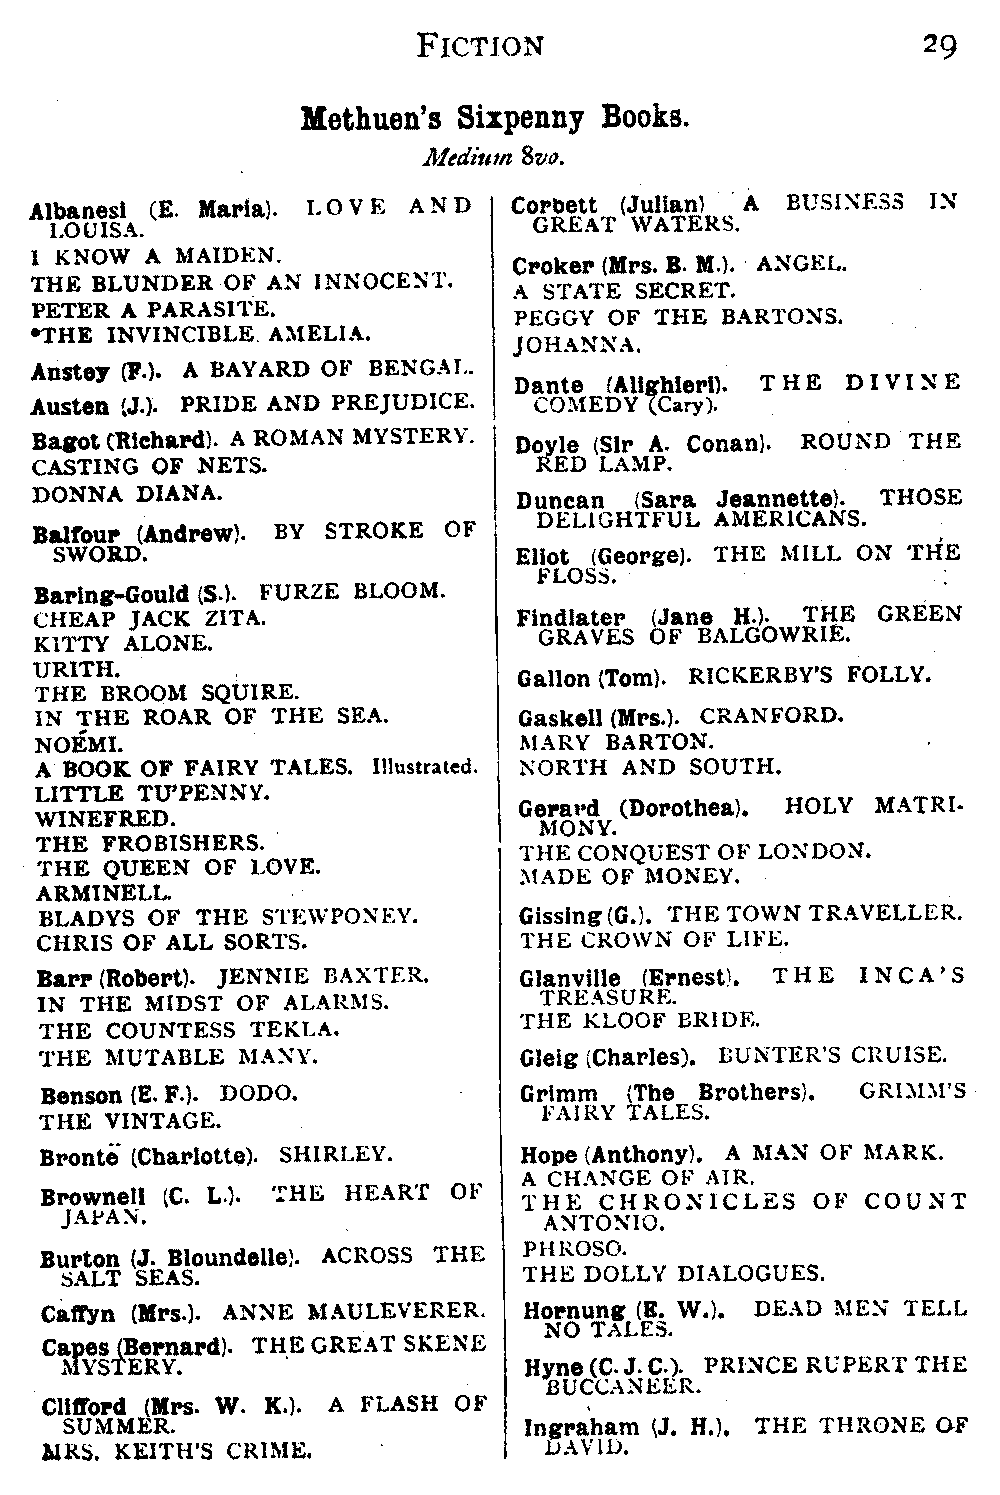 FICTION 29
Methuen's Sixpenny Books.
Medium 8vo.
Albanesi (E. Maria). LOVE AND
LOUISA.
I KNOW A MAIDEN.
THE BLUNDER OF AN INNOCENT.
PETER A PARASITE.
*THE INVINCIBLE AMELIA.
Anstey (F.). A BAYARD OF BENGAL.
Austen (J.). PRIDE AND PREJUDICE.
Bagot (Richard). A ROMAN MYSTERY.
CASTING OF NETS.
DONNA DIANA.
Balfour (Andrew). BY STROKE OF
SWORD.
Baring-Gould (S.). FURZE BLOOM.
CHEAP JACK ZITA.
KITTY ALONE.
URITH.
THE BROOM SQUIRE.
IN THE ROAR OF THE SEA.
NOÉMI.
A BOOK OF FAIRY TALES. Illustrated.
LITTLE TU'PENNY.
WINEFRED.
THE FROBISHERS.
THE QUEEN OF LOVE.
ARMINELL.
BLADYS OF THE STEWPONEY.
CHRIS OF ALL SORTS.
Barr (Robert). JENNIE BAXTER.
IN THE MIDST OF ALARMS.
THE COUNTESS TEKLA.
THE MUTABLE MANY.
Benson (E. F.). DODO.
THE VINTAGE.
Brontë (Charlotte). SHIRLEY.
Brownell (C. L.). THE HEART OF
JAPAN.
Burton (J. Bloundelle). ACROSS THE
SALT SEAS.
Caffyn (Mrs.). ANNE MAULEVERER.
Capes (Bernard). THE GREAT SKENE
MYSTERY.
Clifford (Mrs. W. K.). A FLASH OF
SUMMER.
MRS. KEITH'S CRIME.
Corbett (Julian) A BUSINESS IN
GREAT WATERS.
Croker (Mrs. B. M.). ANGEL.
A STATE SECRET.
PEGGY OF THE BARTONS.
JOHANNA.
Dante (Alighieri). THE DIVINE
COMEDY (Cary).
Doyle (Sir A. Conan). ROUND THE
RED LAMP.
Duncan (Sara Jeannette). THOSE
DELIGHTFUL AMERICANS.
Eliot (George). THE MILL ON THE
FLOSS.
Findlater (Jane H.). THE GREEN
GRAVES OF BALGOWRIE.
Gallon (Tom). RICKERBY'S FOLLY.
Gaskell (Mrs.). CRANFORD.
MARY BARTON.
NORTH AND SOUTH.
Gerard (Dorothea). HOLY MATRI-
MONY.
THE CONQUEST OF LONDON.
MADE OF MONEY.
Gissing (G.). THE TOWN TRAVELLER.
THE CROWN OF LIFE.
Glanville (Ernest). THE INCA'S
TREASURE.
THE KLOOF BRIDE.
Gleig (Charles). BUNTER'S CRUISE.
Grimm (The Brothers). GRIMM'S
FAIRY TALES.
Hope (Anthony). A MAN OF MARK.
A CHANGE OF AIR.
THE CHRONICLES OF COUNT
ANTONIO.
PHROSO.
THE DOLLY DIALOGUES.
Hornung (E. W.). DEAD MEN TELL
NO TALES.
Hyne (C. J. C.). PRINCE RUPERT THE
BUCCANEER.
Ingraham (J. H.). THE THRONE OF
DAVID.